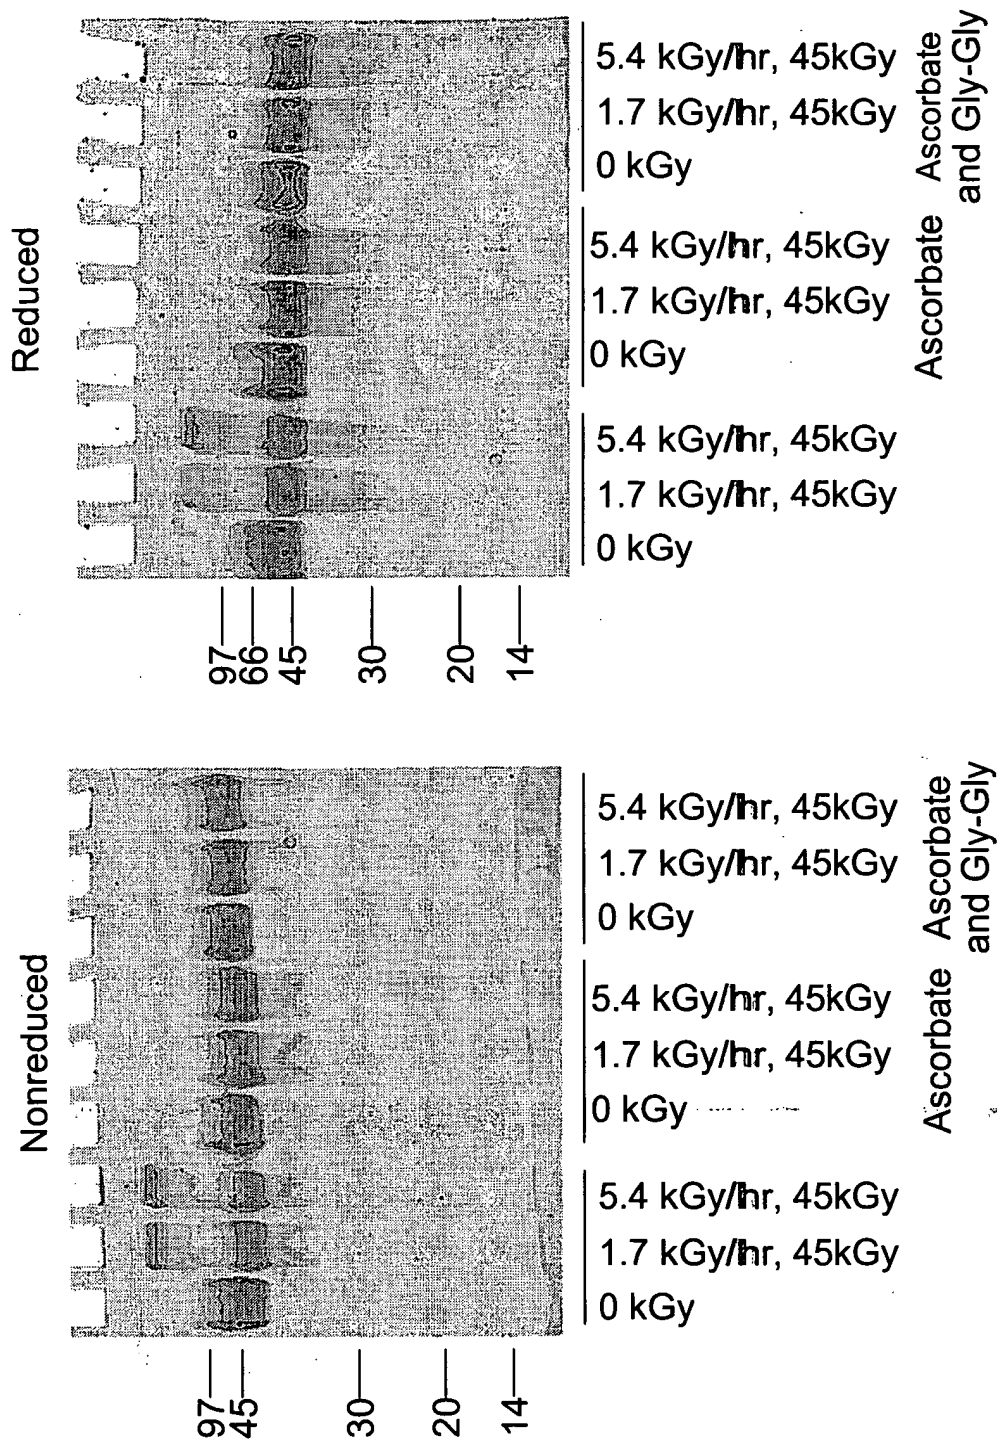 Reduced
97
66
45
30
20
14
5.4 kGy/hr, 45kGy
1.7 kGy/hr, 45kGy
0 kGy
Ascorbate
and Gly-Gly
5.4 kGy/hr, 45kGy
1.7 kGy/hr, 45kGy
0 kGy
Ascorbate
5.4 kGy/hr, 45kGy
1.7 kGy/hr, 45kGy
0 kGy
Nonreduced
97
45
30
20
14
5.4 kGy/hr, 45kGy
1.7 kGy/hr, 45kGy
0 kGy
Ascorbate
and Gly-Gly
5.4 kGy/hr, 45kGy
1.7 kGy/hr, 45kGy
0 kGy
Ascorbate
5.4 kGy/hr, 45kGy
1.7 kGy/hr, 45kGy
0 kGy